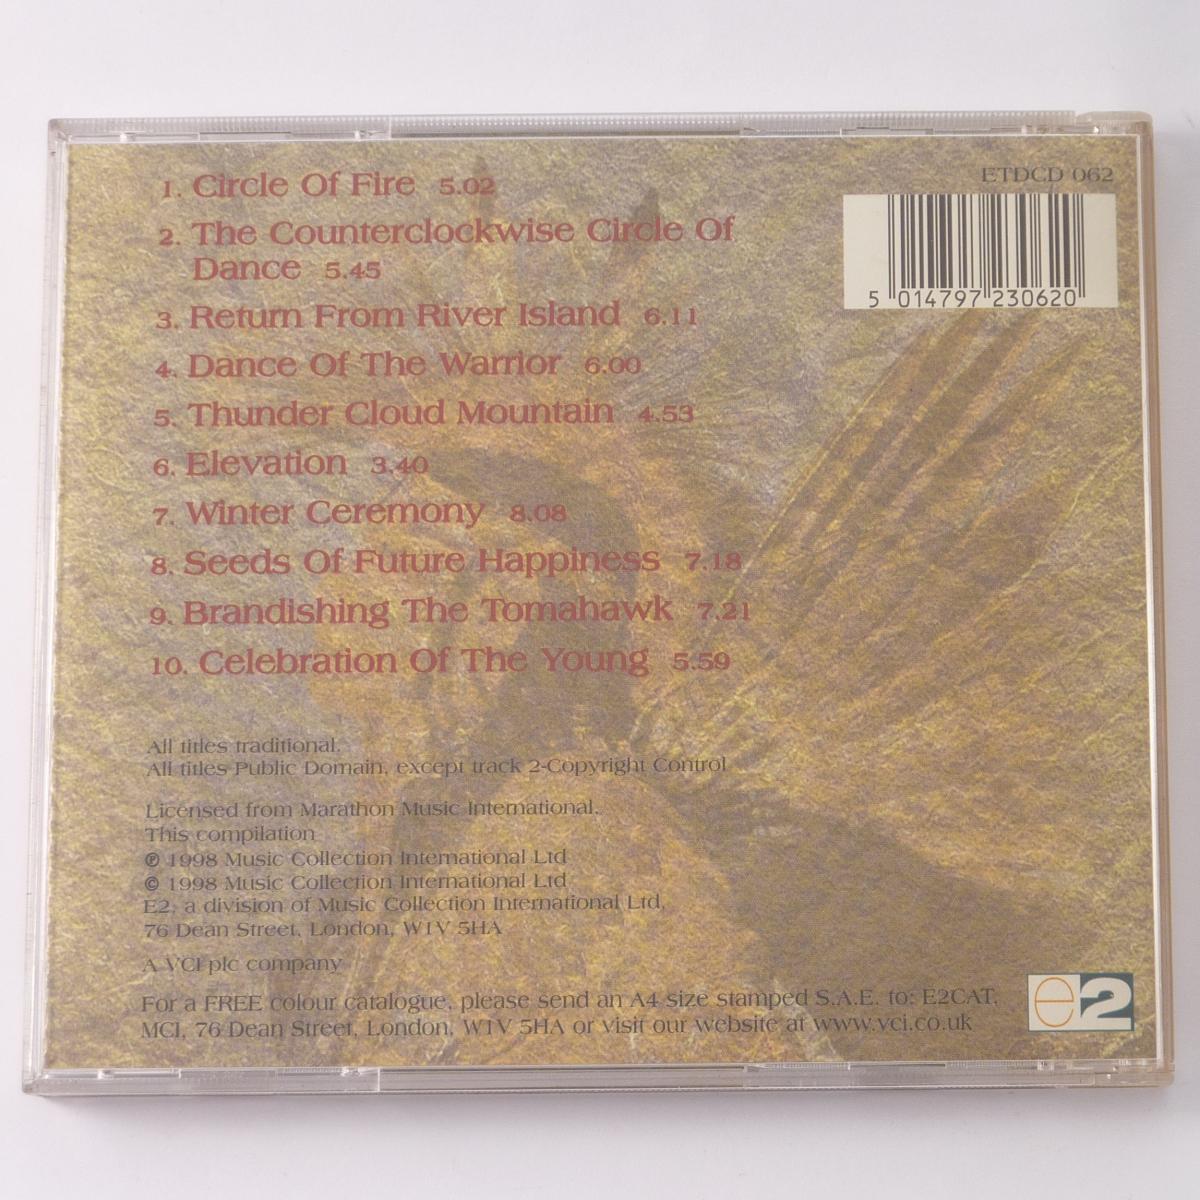 ETDCD 062
5 014797 230620
1. Circle Of Fire 5.02
2. The Counterclockwise Circle Of
Dance 5.45
3. Return From River Island 6.11
4. Dance Of The Warrior 6.00
5. Thunder Cloud Mountain 4.53
6. Elevation 3.40
7. Winter Ceremony 8.08
8. Seeds Of Future Happiness 7.18
9. Brandishing The Tomahawk 7.21
10. Celebration Of The Young 5.59
All titles traditional.
All titles Public Domain, except track 2-Copyright Control
Licensed from Marathon Music International.
This compilation
℗ 1998 Music Collection International Ltd
© 1998 Music Collection International Ltd
E2, a division of Music Collection International Ltd,
76 Dean Street, London, W1V 5HA
A VCI plc company
For a FREE colour catalogue, please send an A4 size stamped S.A.E. to: E2CAT,
MCI, 76 Dean Street, London, W1V 5HA or visit our website at www.vci.co.uk
e2